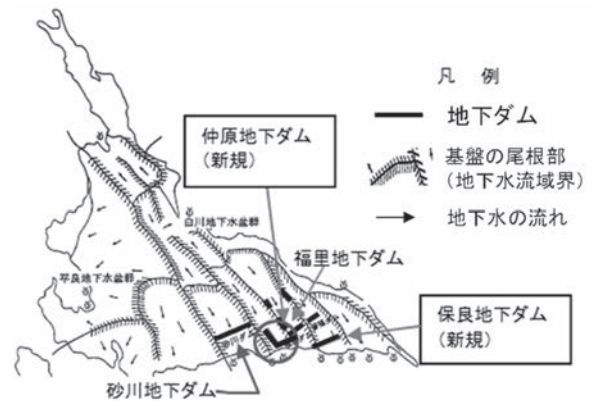 凡 例
地下ダム
基盤の尾根部
(地下水流域界)
地下水の流れ
仲原地下ダム
(新規)
白川地下水盆群
福里地下ダム
平良地下水盆群
保良地下ダム
(新規)
砂川地下ダム